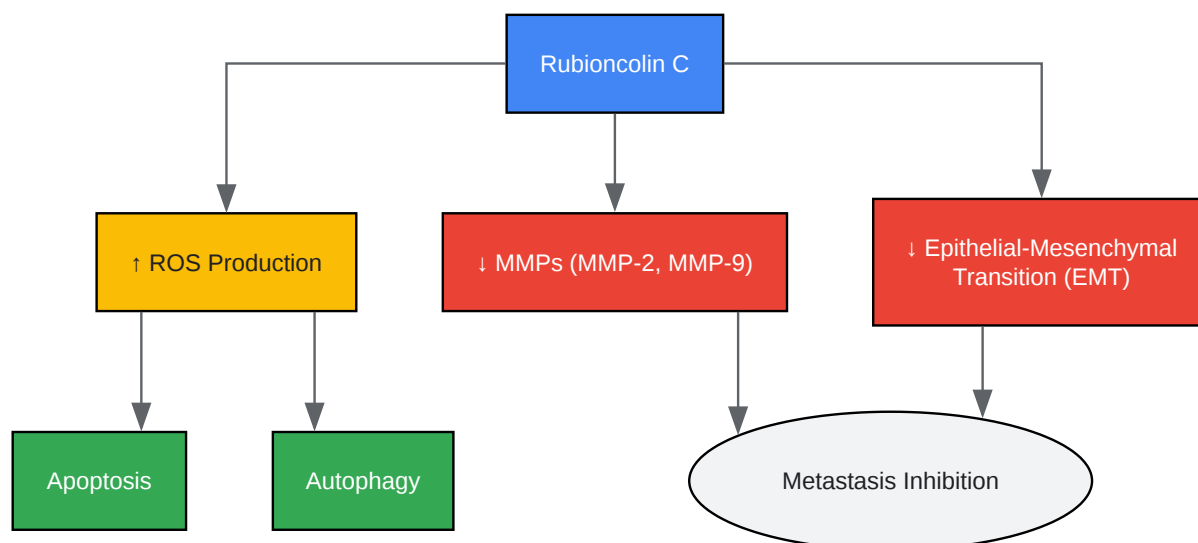 Rubioncolin C
↑ ROS Production
↓ MMPs (MMP-2, MMP-9)
↓ Epithelial-Mesenchymal
Transition (EMT)
Apoptosis
Autophagy
Metastasis Inhibition